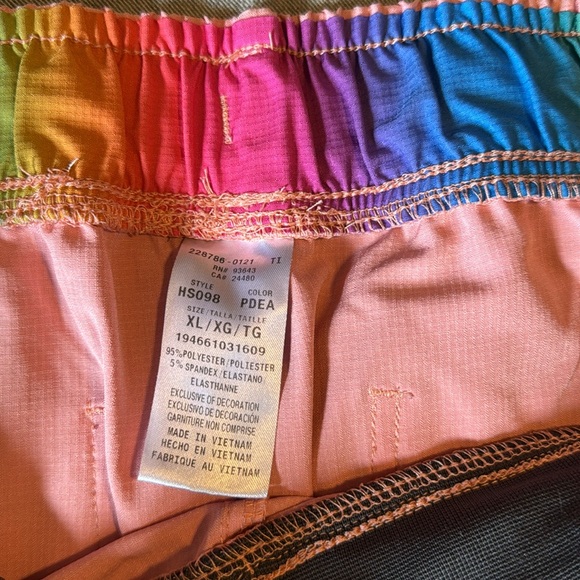 228786-0121 TI
RN# 93643
CA# 24480
STYLE COLOR
HS098 PDEA
SIZE/TALLA/TAILLE
XL/XG/TG
194661031609
95% POLYESTER/POLIESTER
5% SPANDEX/ELASTANO
ELASTHANNE
EXCLUSIVE OF DECORATION
EXCLUSIVO DE DECORACIÓN
GARNITURE NON COMPRISE
MADE IN VIETNAM
HECHO EN VIETNAM
FABRIQUÉ AU VIETNAM